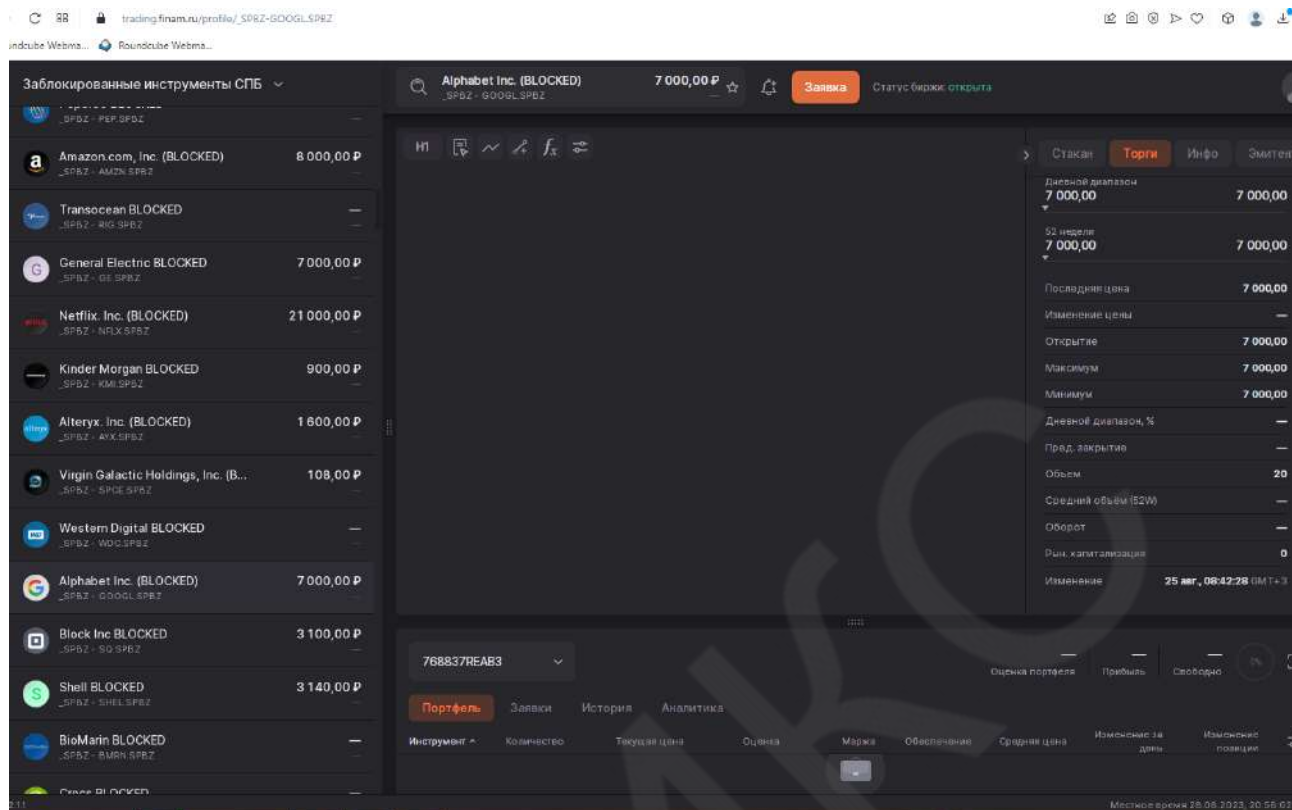 trading.finam.ru/profile/_SPBZ-GOOGL.SPBZ
Roundcube Webma...
Заблокированные инструменты СПБ
_SPBZ - PEP.SPBZ
Amazon.com, Inc. (BLOCKED) 8 000,00 ₽
_SPBZ - AMZN.SPBZ
Transocean BLOCKED —
_SPBZ - RIG.SPBZ
General Electric BLOCKED 7 000,00 ₽
_SPBZ - GE.SPBZ
Netflix. Inc. (BLOCKED) 21 000,00 ₽
_SPBZ - NFLX.SPBZ
Kinder Morgan BLOCKED 900,00 ₽
_SPBZ - KMI.SPBZ
Alteryx. Inc. (BLOCKED) 1 600,00 ₽
_SPBZ - AYX.SPBZ
Virgin Galactic Holdings, Inc. (B... 108,00 ₽
_SPBZ - SPCE.SPBZ
Western Digital BLOCKED —
_SPBZ - WDC.SPBZ
Alphabet Inc. (BLOCKED) 7 000,00 ₽
_SPBZ - GOOGL.SPBZ
Block Inc BLOCKED 3 100,00 ₽
_SPBZ - SQ.SPBZ
Shell BLOCKED 3 140,00 ₽
_SPBZ - SHEL.SPBZ
BioMarin BLOCKED —
_SPBZ - BMRN.SPBZ
Crocs BLOCKED —
Alphabet Inc. (BLOCKED) 7 000,00 ₽
_SPBZ - GOOGL.SPBZ
Заявка
Статус биржи: открыта
H1
Стакан Торги Инфо Эмитен
Дневной диапазон
7 000,00 7 000,00
52 недели
7 000,00 7 000,00
Последняя цена 7 000,00
Изменение цены —
Открытие 7 000,00
Максимум 7 000,00
Минимум 7 000,00
Дневной диапазон, % —
Пред. закрытие —
Объем 20
Средний объём (52W) —
Оборот —
Рын. капитализация 0
Изменение 25 авг., 08:42:28 GMT+3
768837REAB3
Оценка портфеля Прибыль Свободно 0%
Портфель Заявки История Аналитика
Инструмент Количество Текущая цена Оценка Маржа Обеспечение Средняя цена Изменение за день Изменение позиции
2:11
Местное время 28.08.2023, 20:56:02